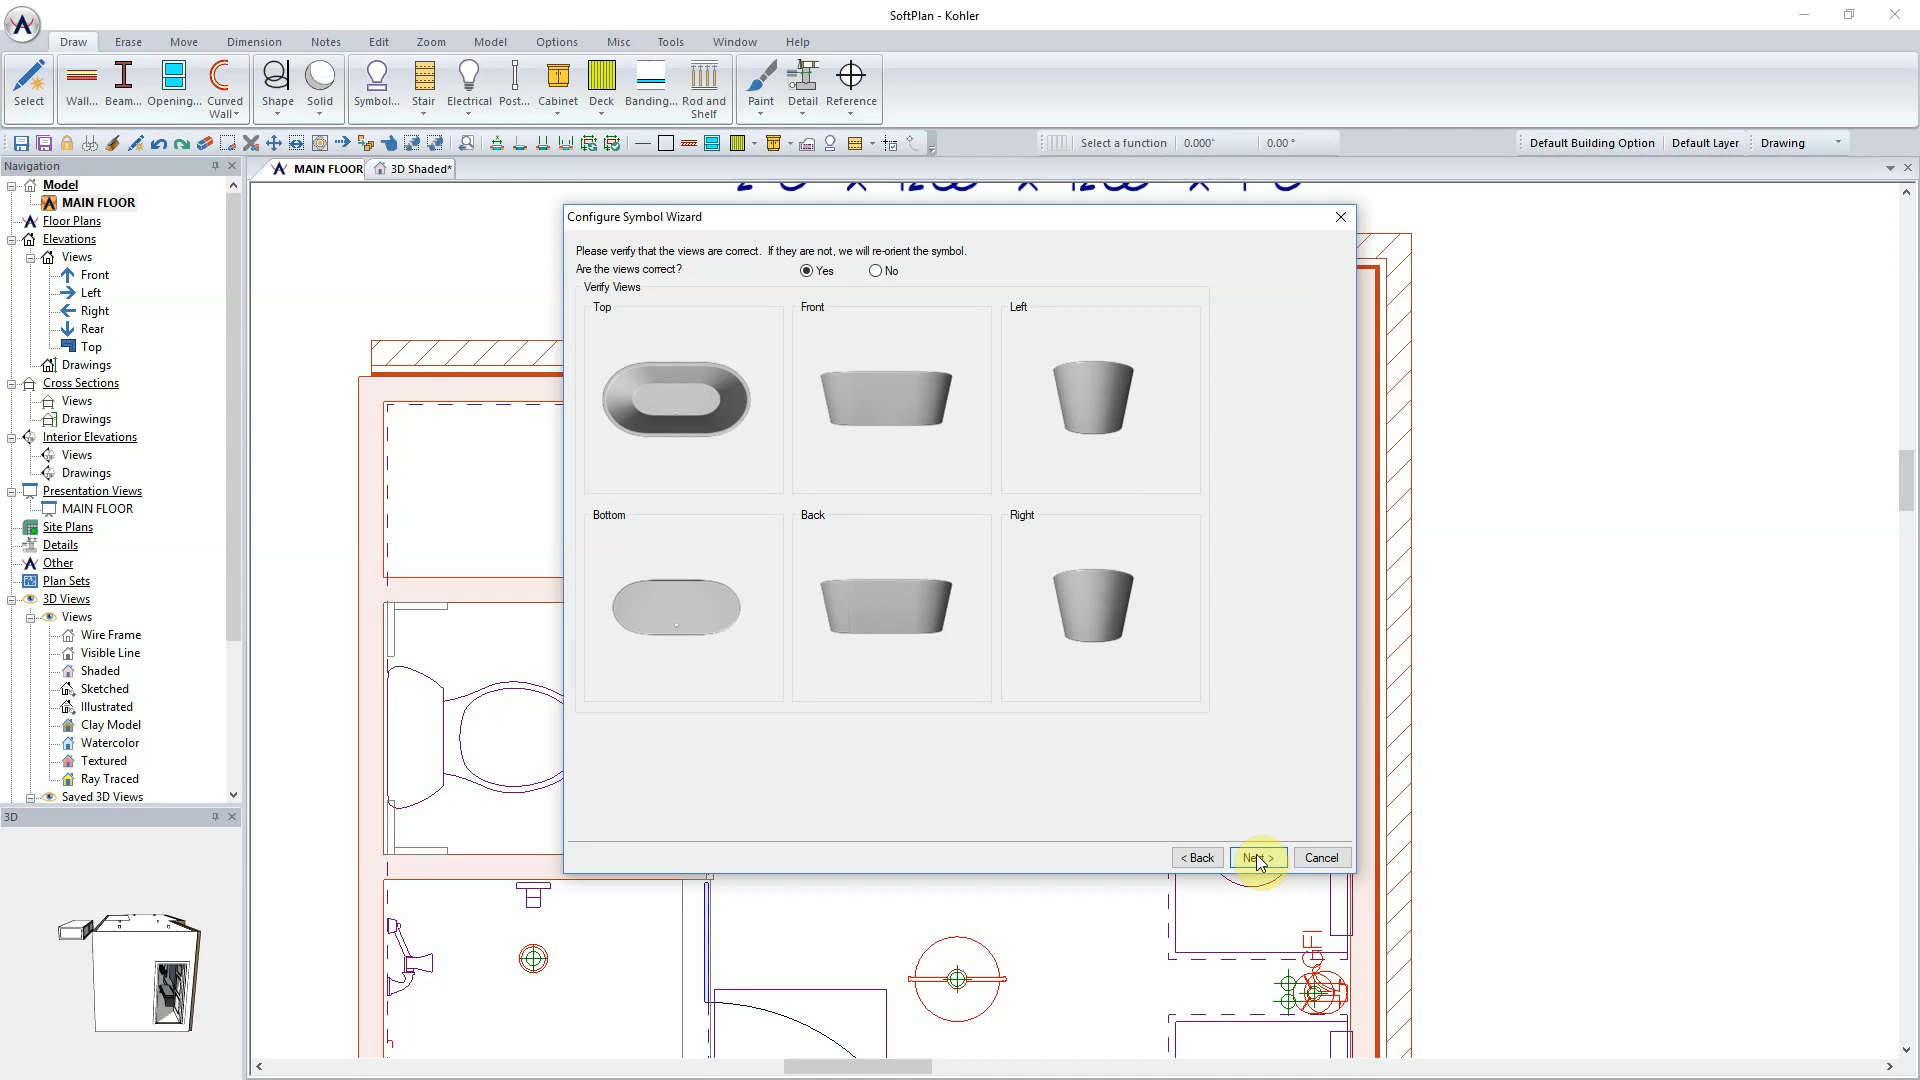 SoftPlan - Kohler
Draw Erase Move Dimension Notes Edit Zoom Model Options Misc Tools Window Help
Select Wall... Beam... Opening... Curved Wall Shape Solid Symbol... Stair Electrical Post... Cabinet Deck Banding... Rod and Shelf Paint Detail Reference
Select a function 0.000" 0.00 ° Default Building Option Default Layer Drawing
Navigation
MAIN FLOOR 3D Shaded*
Model
MAIN FLOOR
Floor Plans
Elevations
Views
Front
Left
Right
Rear
Top
Drawings
Cross Sections
Views
Drawings
Interior Elevations
Views
Drawings
Presentation Views
MAIN FLOOR
Site Plans
Details
Other
Plan Sets
3D Views
Views
Wire Frame
Visible Line
Shaded
Sketched
Illustrated
Clay Model
Watercolor
Textured
Ray Traced
Saved 3D Views
3D
Configure Symbol Wizard
Please verify that the views are correct. If they are not, we will re-orient the symbol.
Are the views correct? Yes No
Verify Views
Top Front Left
Bottom Back Right
< Back Next > Cancel